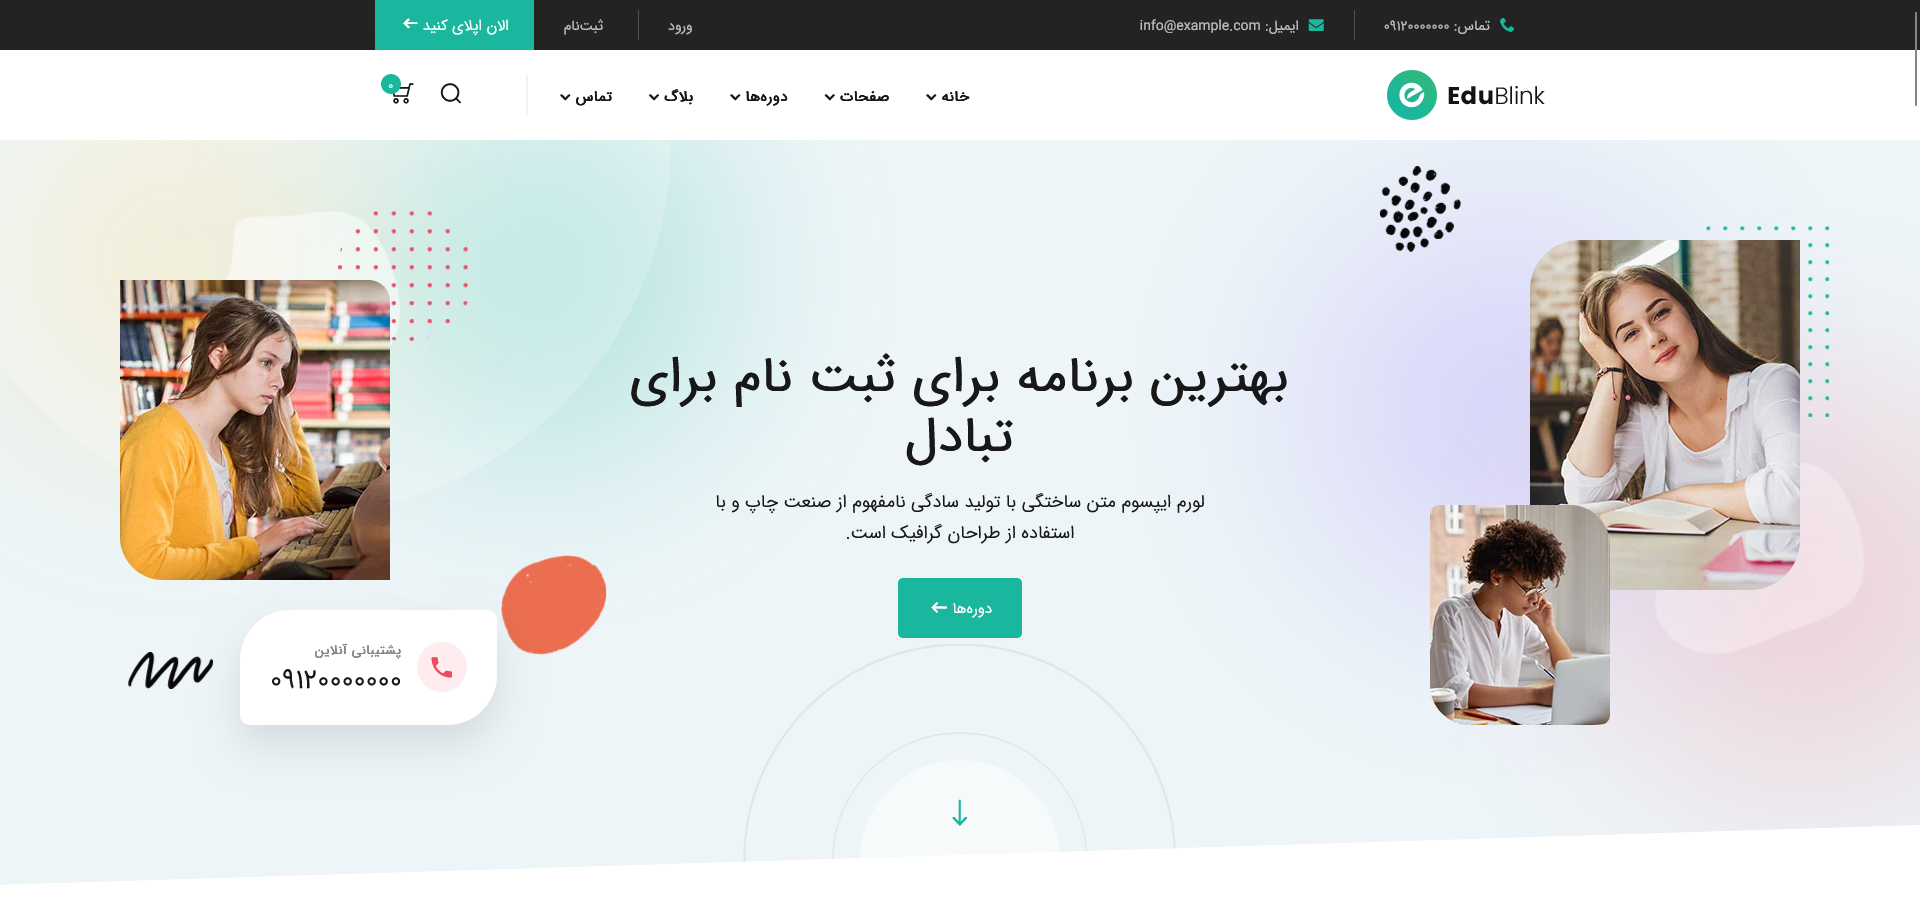 تماس: 09120000000
ایمیل: info@example.com
ورود
ثبت‌نام
الان اپلای کنید
EduBlink
خانه
صفحات
دوره‌ها
بلاگ
تماس
۰
بهترین برنامه برای ثبت نام برای
تبادل
لورم ایپسوم متن ساختگی با تولید سادگی نامفهوم از صنعت چاپ و با
استفاده از طراحان گرافیک است.
دوره‌ها
پشتیبانی آنلاین
۰۹۱۲۰۰۰۰۰۰۰